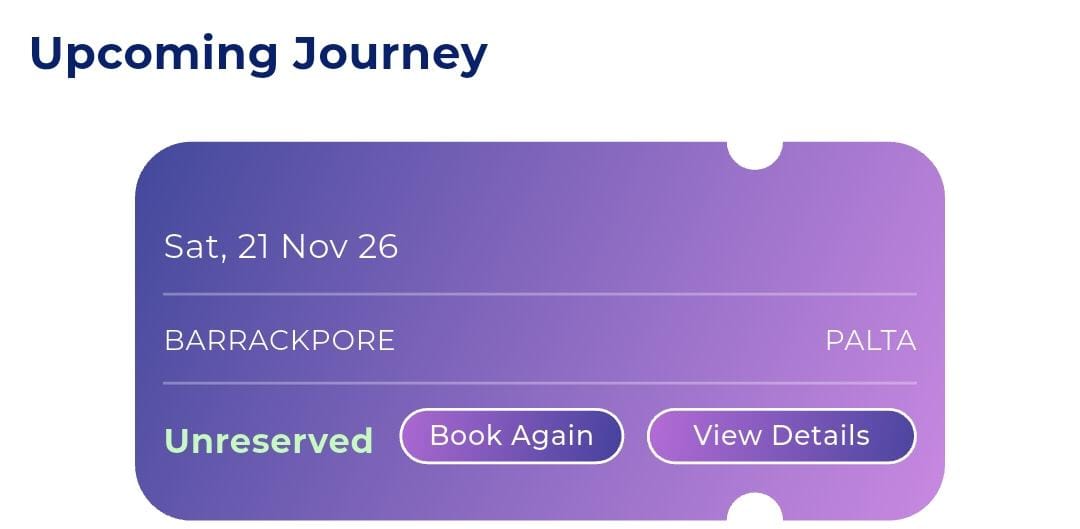 Upcoming Journey
Sat, 21 Nov 26
BARRACKPORE PALTA
Unreserved Book Again View Details